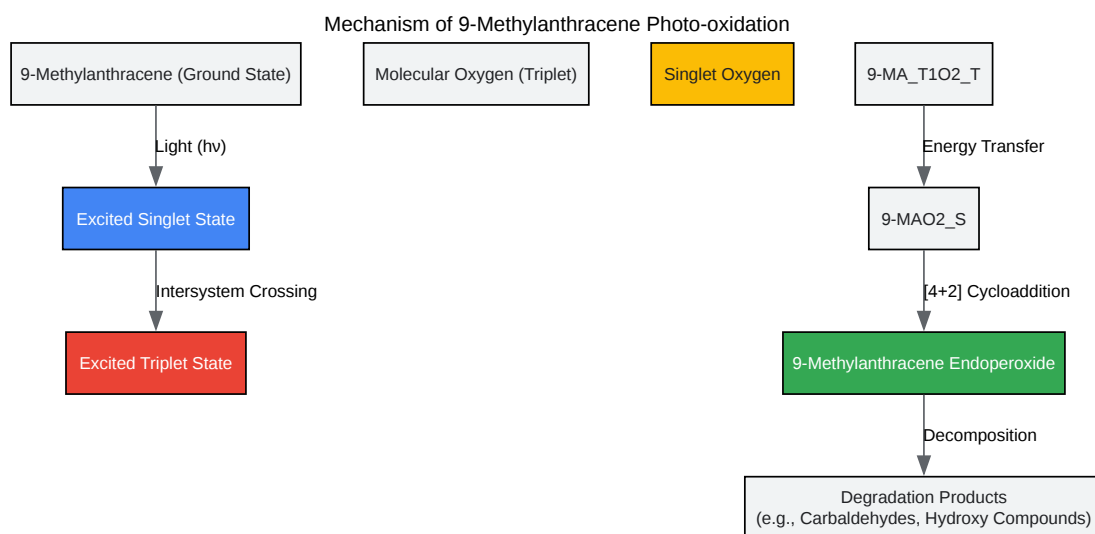 Mechanism of 9-Methylanthracene Photo-oxidation
9-Methylanthracene (Ground State)
Molecular Oxygen (Triplet)
Singlet Oxygen
9-MA_T1O2_T
Light (hν)
Energy Transfer
Excited Singlet State
9-MAO2_S
Intersystem Crossing
[4+2] Cycloaddition
Excited Triplet State
9-Methylanthracene Endoperoxide
Decomposition
Degradation Products
(e.g., Carbaldehydes, Hydroxy Compounds)